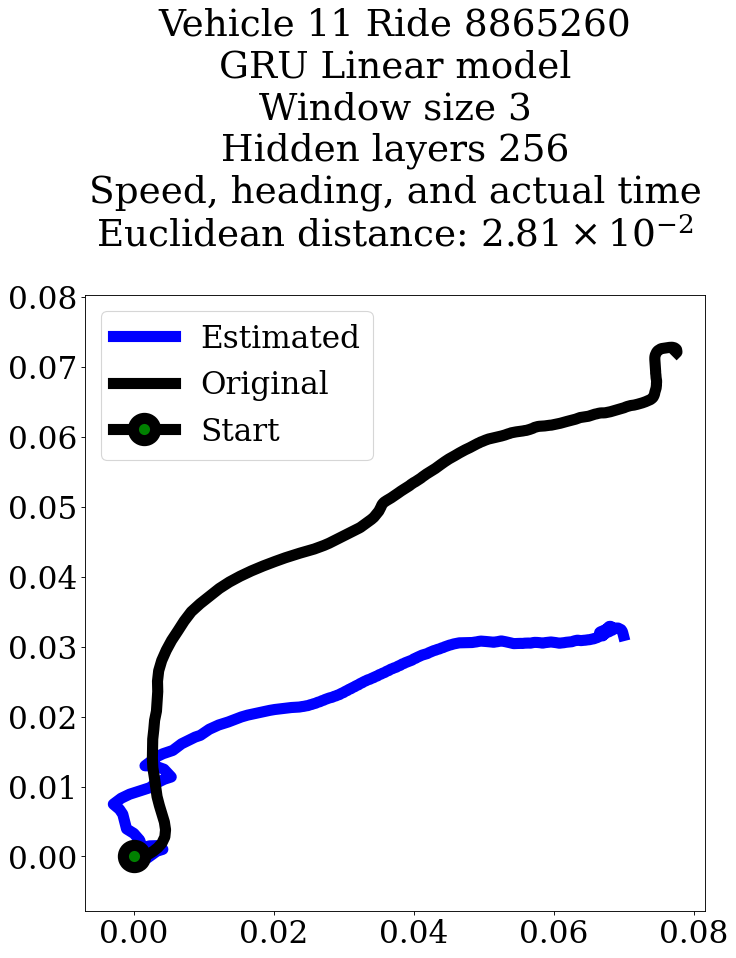 Vehicle 11 Ride 8865260
GRU Linear model
Window size 3
Hidden layers 256
Speed, heading, and actual time
Euclidean distance: 2.81 × 10⁻²
0.08
0.07
0.06
0.05
0.04
0.03
0.02
0.01
0.00
Estimated
Original
Start
0.00 0.02 0.04 0.06 0.08